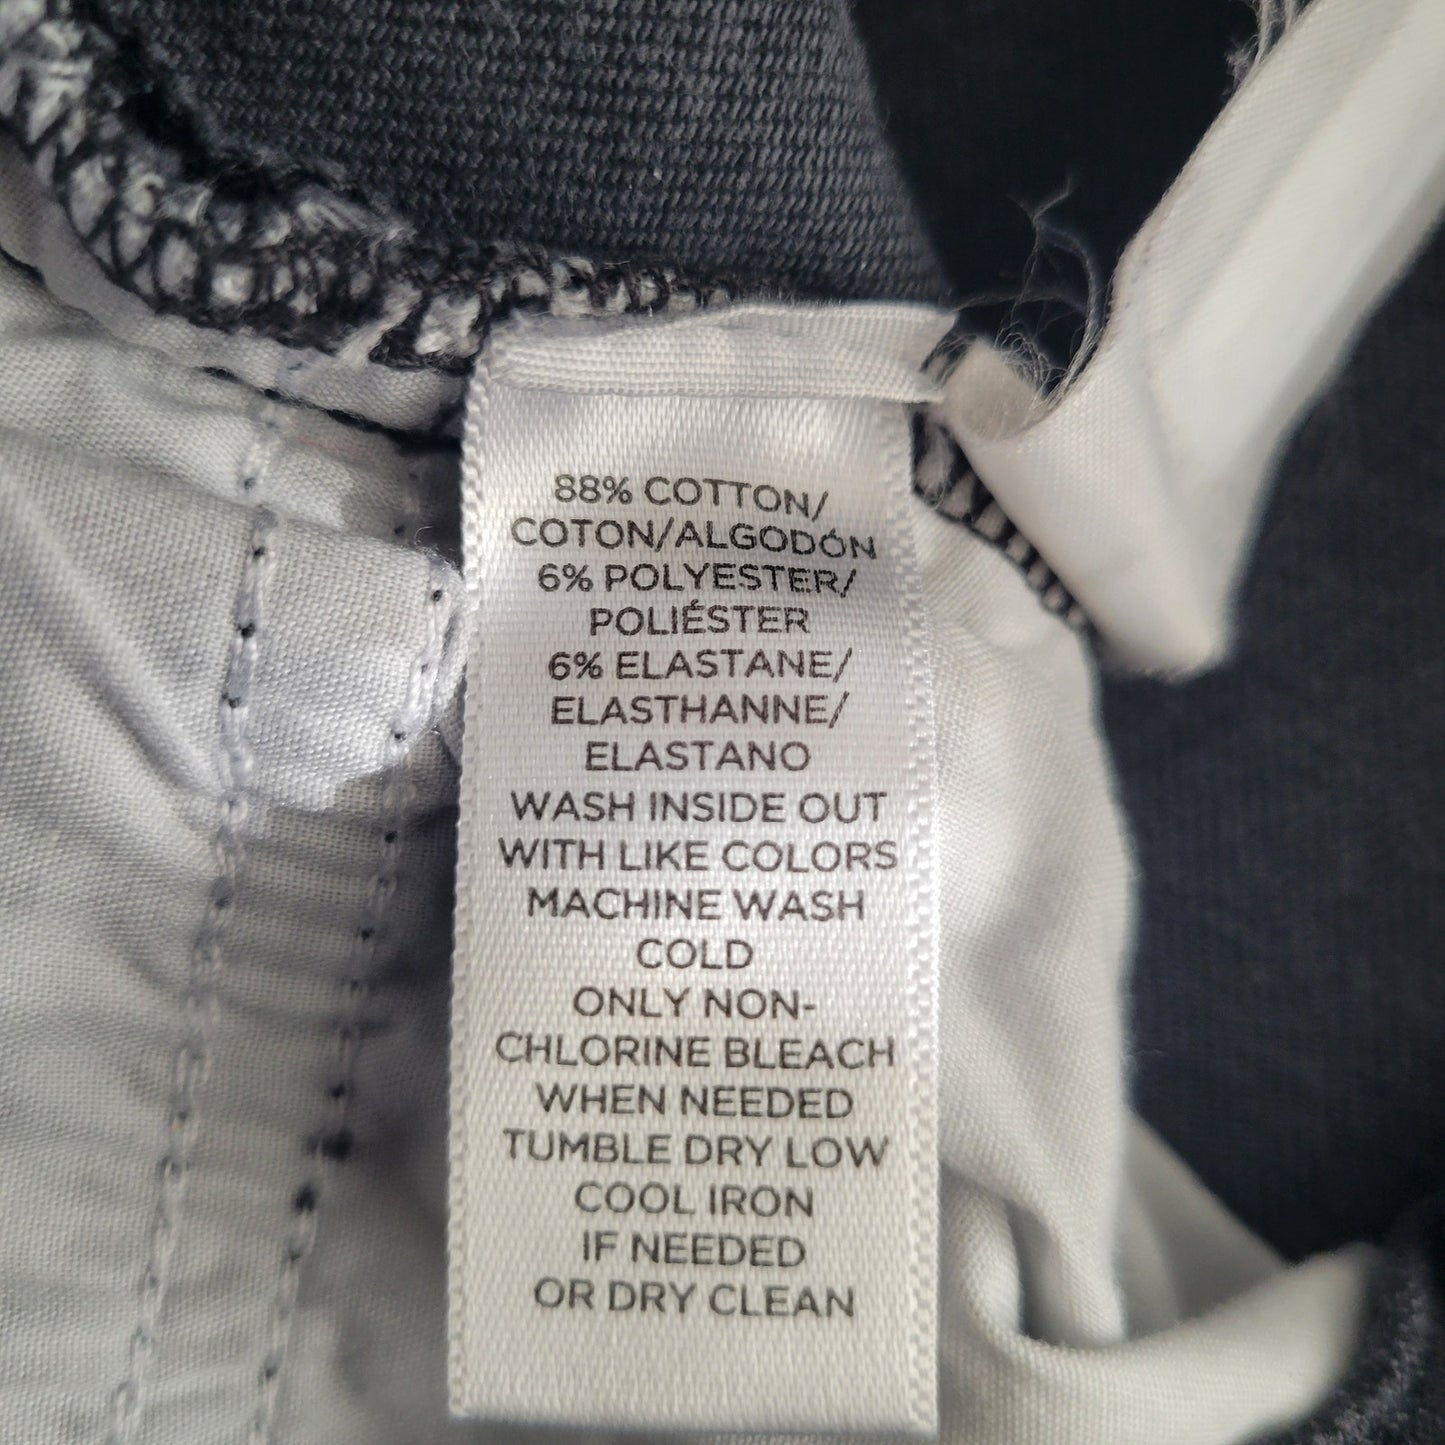 88% COTTON/
COTON/ALGODÓN
6% POLYESTER/
POLIÉSTER
6% ELASTANE/
ELASTHANNE/
ELASTANO
WASH INSIDE OUT
WITH LIKE COLORS
MACHINE WASH
COLD
ONLY NON-
CHLORINE BLEACH
WHEN NEEDED
TUMBLE DRY LOW
COOL IRON
IF NEEDED
OR DRY CLEAN